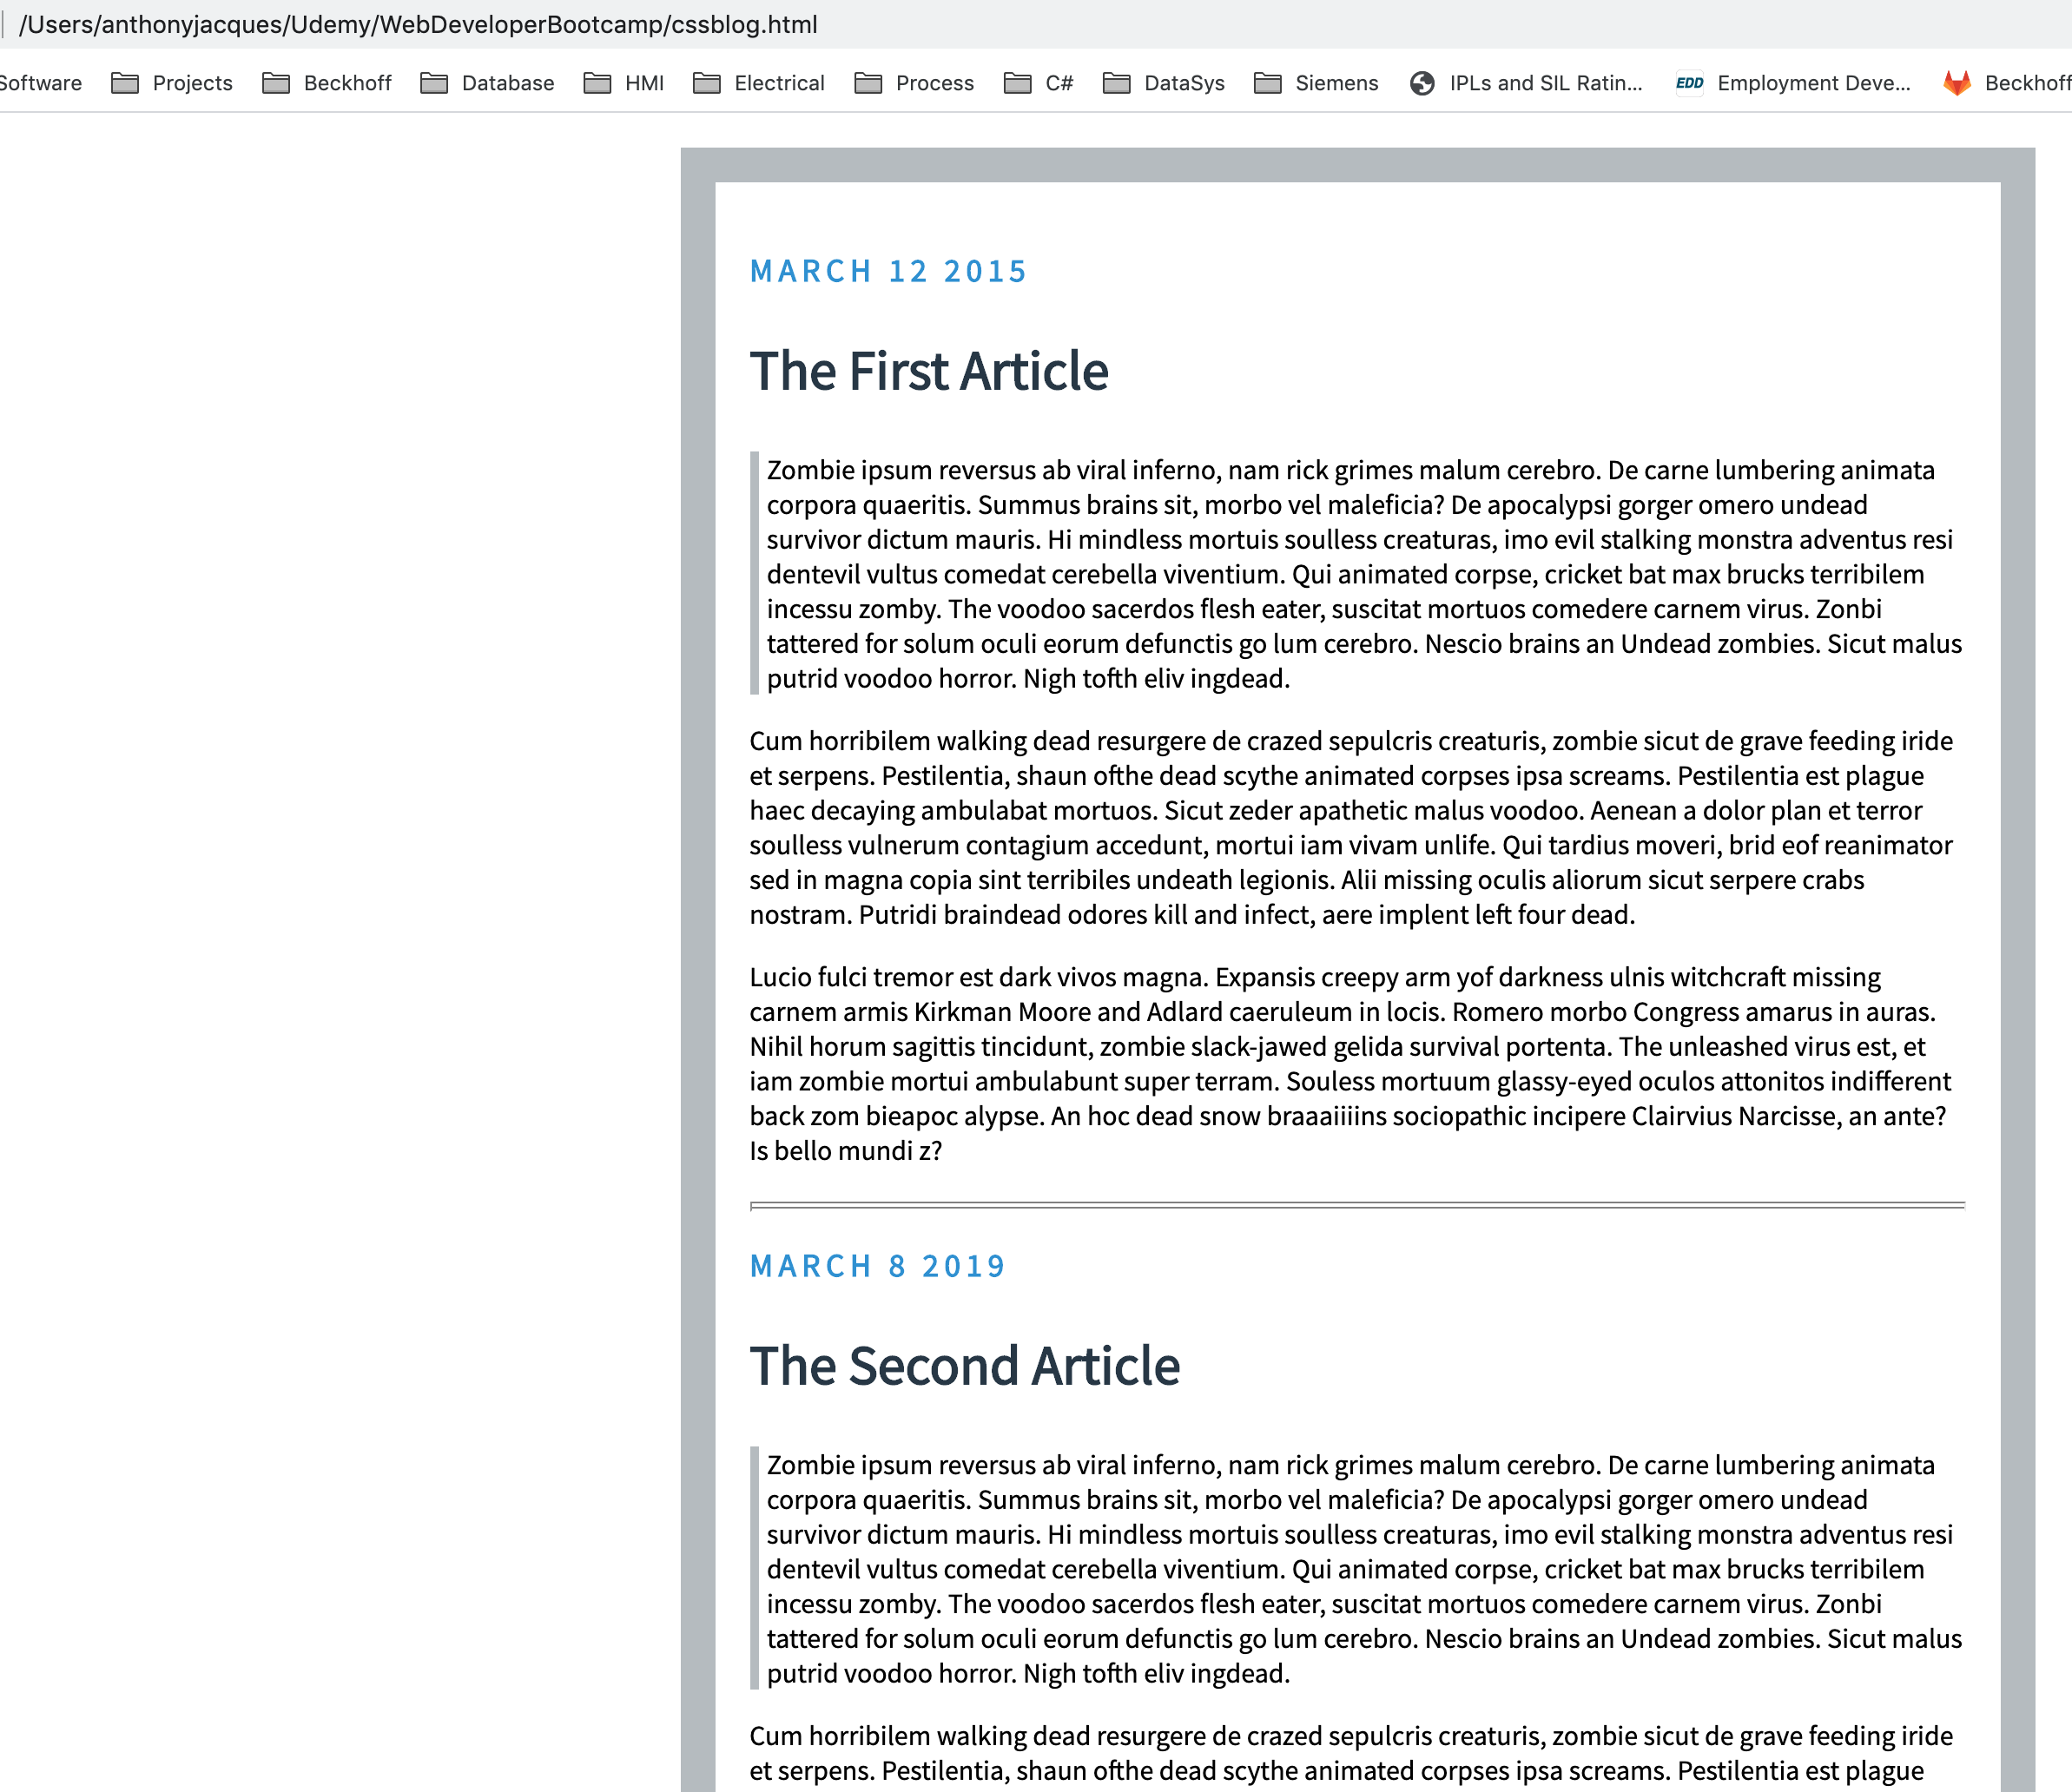 /Users/anthonyjacques/Udemy/WebDeveloperBootcamp/cssblog.html
Software Projects Beckhoff Database HMI Electrical Process C# DataSys Siemens IPLs and SIL Ratin... EDD Employment Deve... Beckhoff
MARCH 12 2015
The First Article
Zombie ipsum reversus ab viral inferno, nam rick grimes malum cerebro. De carne lumbering animata
corpora quaeritis. Summus brains sit, morbo vel maleficia? De apocalypsi gorger omero undead
survivor dictum mauris. Hi mindless mortuis soulless creaturas, imo evil stalking monstra adventus resi
dentevil vultus comedat cerebella viventium. Qui animated corpse, cricket bat max brucks terribilem
incessu zomby. The voodoo sacerdos flesh eater, suscitat mortuos comedere carnem virus. Zonbi
tattered for solum oculi eorum defunctis go lum cerebro. Nescio brains an Undead zombies. Sicut malus
putrid voodoo horror. Nigh tofth eliv ingdead.
Cum horribilem walking dead resurgere de crazed sepulcris creaturis, zombie sicut de grave feeding iride
et serpens. Pestilentia, shaun ofthe dead scythe animated corpses ipsa screams. Pestilentia est plague
haec decaying ambulabat mortuos. Sicut zeder apathetic malus voodoo. Aenean a dolor plan et terror
soulless vulnerum contagium accedunt, mortui iam vivam unlife. Qui tardius moveri, brid eof reanimator
sed in magna copia sint terribiles undeath legionis. Alii missing oculis aliorum sicut serpere crabs
nostram. Putridi braindead odores kill and infect, aere implent left four dead.
Lucio fulci tremor est dark vivos magna. Expansis creepy arm yof darkness ulnis witchcraft missing
carnem armis Kirkman Moore and Adlard caeruleum in locis. Romero morbo Congress amarus in auras.
Nihil horum sagittis tincidunt, zombie slack-jawed gelida survival portenta. The unleashed virus est, et
iam zombie mortui ambulabunt super terram. Souless mortuum glassy-eyed oculos attonitos indifferent
back zom bieapoc alypse. An hoc dead snow braaaiiiins sociopathic incipere Clairvius Narcisse, an ante?
Is bello mundi z?
MARCH 8 2019
The Second Article
Zombie ipsum reversus ab viral inferno, nam rick grimes malum cerebro. De carne lumbering animata
corpora quaeritis. Summus brains sit, morbo vel maleficia? De apocalypsi gorger omero undead
survivor dictum mauris. Hi mindless mortuis soulless creaturas, imo evil stalking monstra adventus resi
dentevil vultus comedat cerebella viventium. Qui animated corpse, cricket bat max brucks terribilem
incessu zomby. The voodoo sacerdos flesh eater, suscitat mortuos comedere carnem virus. Zonbi
tattered for solum oculi eorum defunctis go lum cerebro. Nescio brains an Undead zombies. Sicut malus
putrid voodoo horror. Nigh tofth eliv ingdead.
Cum horribilem walking dead resurgere de crazed sepulcris creaturis, zombie sicut de grave feeding iride
et serpens. Pestilentia, shaun ofthe dead scythe animated corpses ipsa screams. Pestilentia est plague